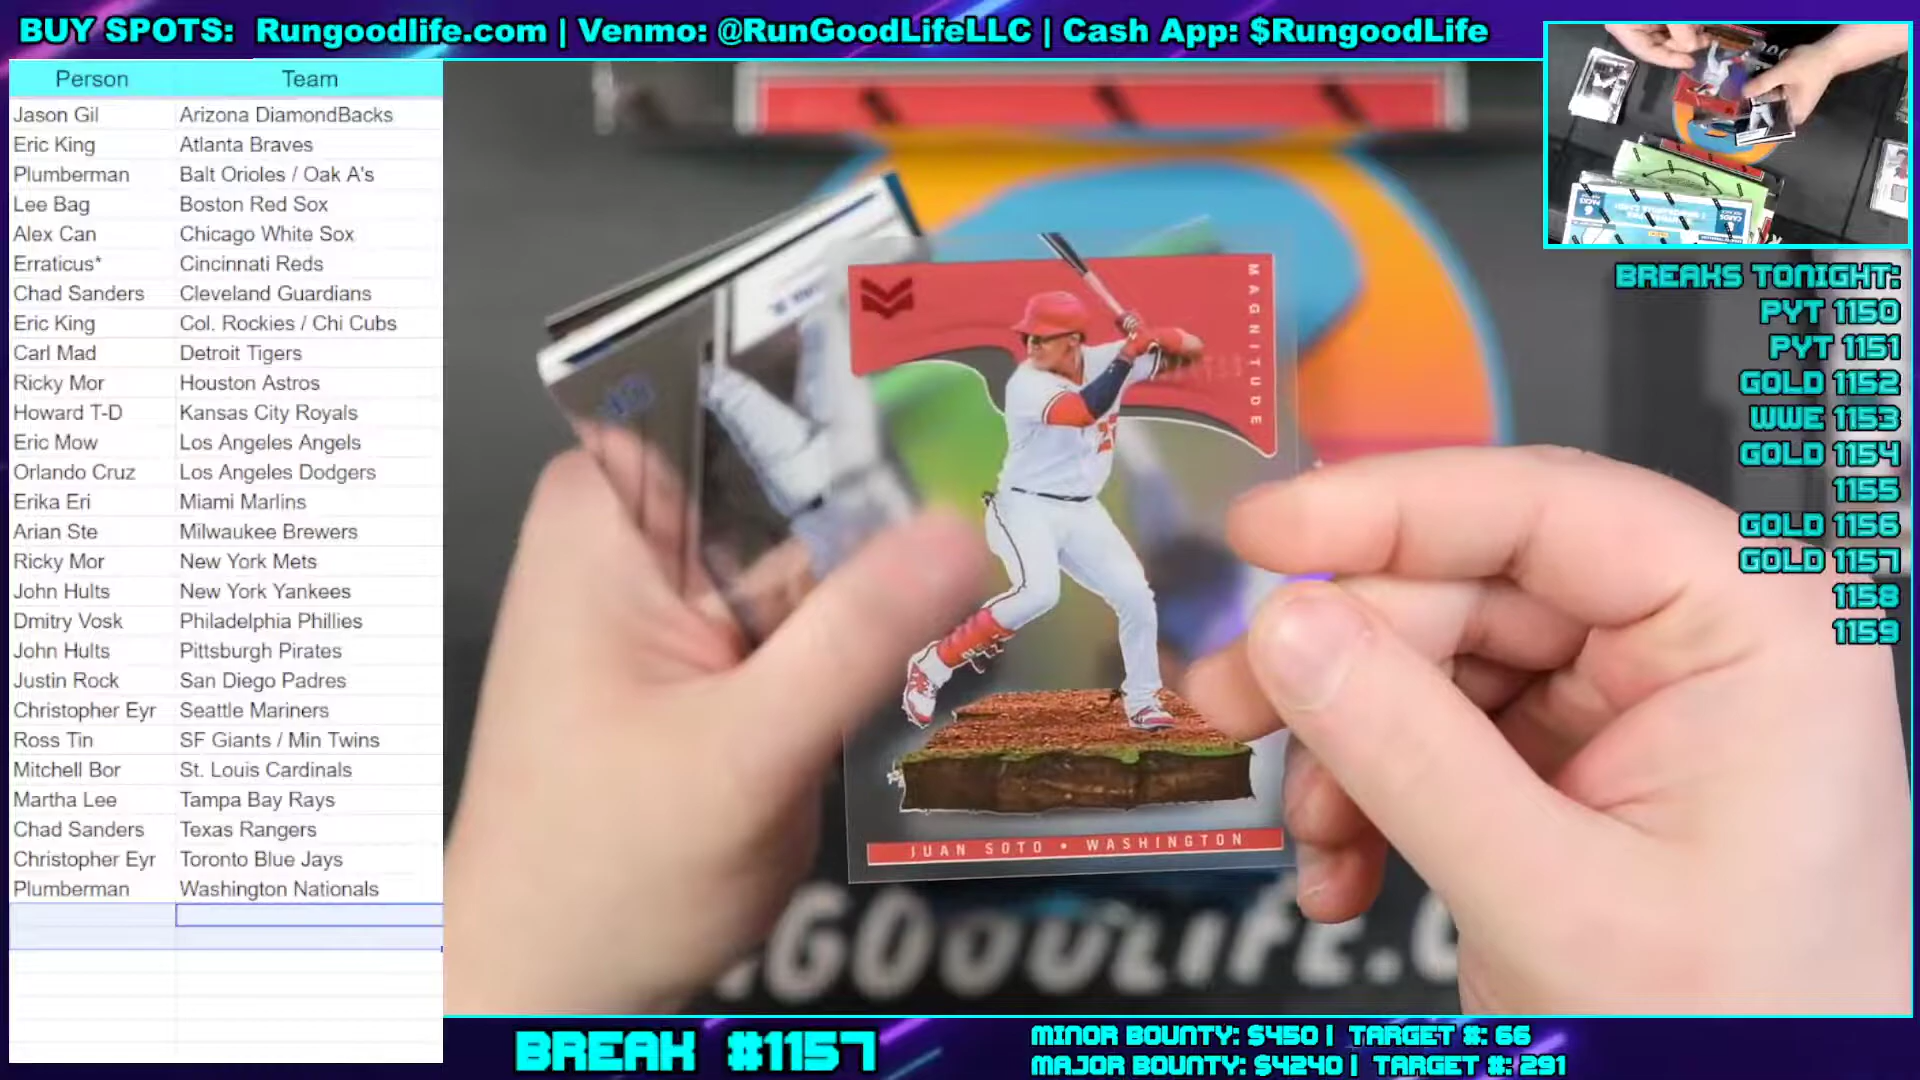 BUY SPOTS: Rungoodlife.com | Venmo: @RunGoodLifeLLC | Cash App: $RungoodLife
Person Team
Jason Gil Arizona DiamondBacks
Eric King Atlanta Braves
Plumberman Balt Orioles / Oak A's
Lee Bag Boston Red Sox
Alex Can Chicago White Sox
Erraticus* Cincinnati Reds
Chad Sanders Cleveland Guardians
Eric King Col. Rockies / Chi Cubs
Carl Mad Detroit Tigers
Ricky Mor Houston Astros
Howard T-D Kansas City Royals
Eric Mow Los Angeles Angels
Orlando Cruz Los Angeles Dodgers
Erika Eri Miami Marlins
Arian Ste Milwaukee Brewers
Ricky Mor New York Mets
John Hults New York Yankees
Dmitry Vosk Philadelphia Phillies
John Hults Pittsburgh Pirates
Justin Rock San Diego Padres
Christopher Eyr Seattle Mariners
Ross Tin SF Giants / Min Twins
Mitchell Bor St. Louis Cardinals
Martha Lee Tampa Bay Rays
Chad Sanders Texas Rangers
Christopher Eyr Toronto Blue Jays
Plumberman Washington Nationals
MAGNITUDE
JUAN SOTO • WASHINGTON
GOODLIFE.C
BREAKS TONIGHT:
PYT 1150
PYT 1151
GOLD 1152
WWE 1153
GOLD 1154
1155
GOLD 1156
GOLD 1157
1158
1159
BREAK #1157
MINOR BOUNTY: $450 | TARGET #: 66
MAJOR BOUNTY: $4240 | TARGET #: 291